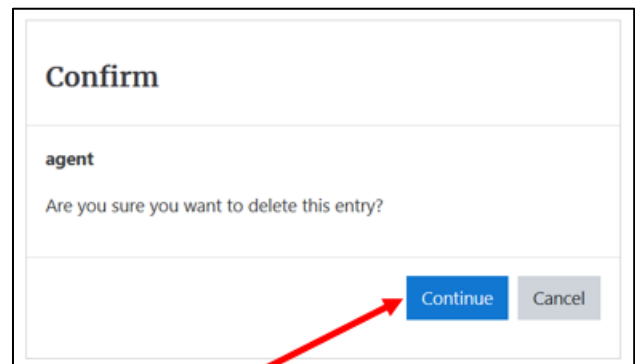 Confirm
agent
Are you sure you want to delete this entry?
Continue Cancel